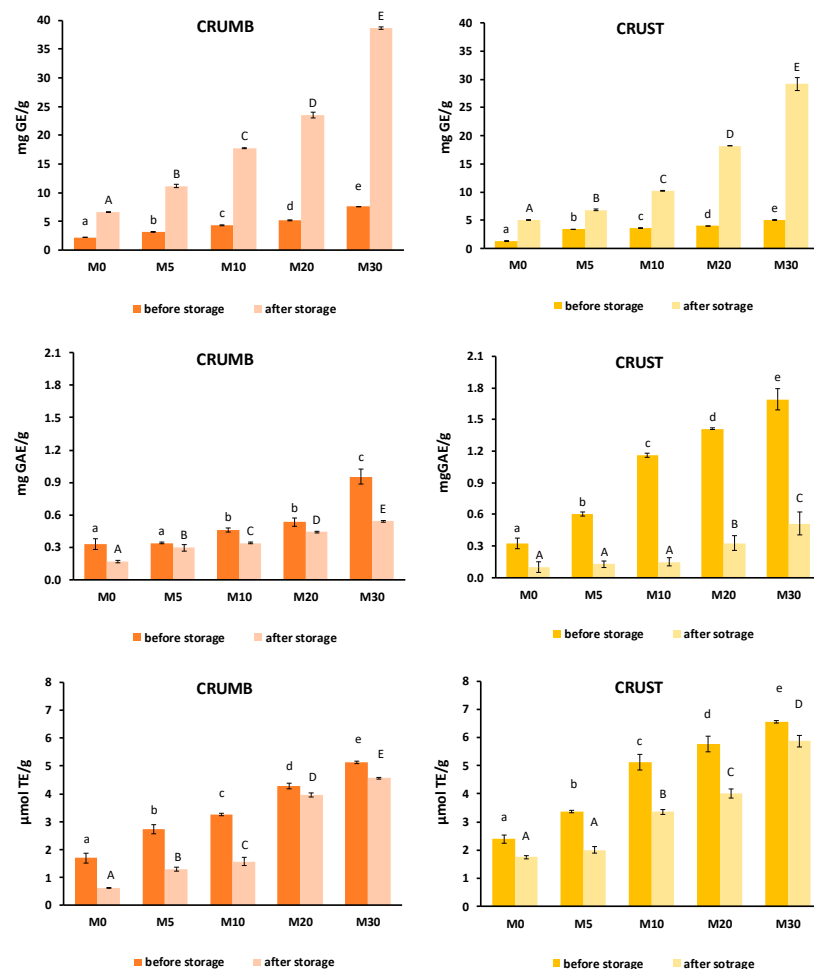 CRUMB
40
35
30
25
20
15
10
5
0
mg GE/g
a
A
b
B
c
C
d
D
e
E
M0 M5 M10 M20 M30
before storage after storage
CRUST
40
35
30
25
20
15
10
5
0
mg GE/g
a
A
b
B
c
C
d
D
e
E
M0 M5 M10 M20 M30
before storage after sotrage
CRUMB
2.1
1.8
1.5
1.2
0.9
0.6
0.3
0.0
mg GAE/g
a
A
a
B
b
C
b
D
c
E
M0 M5 M10 M20 M30
before storage after storage
CRUST
2.1
1.8
1.5
1.2
0.9
0.6
0.3
0.0
mgGAE/g
a
A
b
A
c
A
d
B
e
C
M0 M5 M10 M20 M30
before storage after sotrage
CRUMB
8
7
6
5
4
3
2
1
0
µmol TE/g
a
A
b
B
c
C
d
D
e
E
M0 M5 M10 M20 M30
before storage after storage
CRUST
8
7
6
5
4
3
2
1
0
µmol TE/g
a
A
b
A
c
B
d
C
e
D
M0 M5 M10 M20 M30
before storage after sotrage